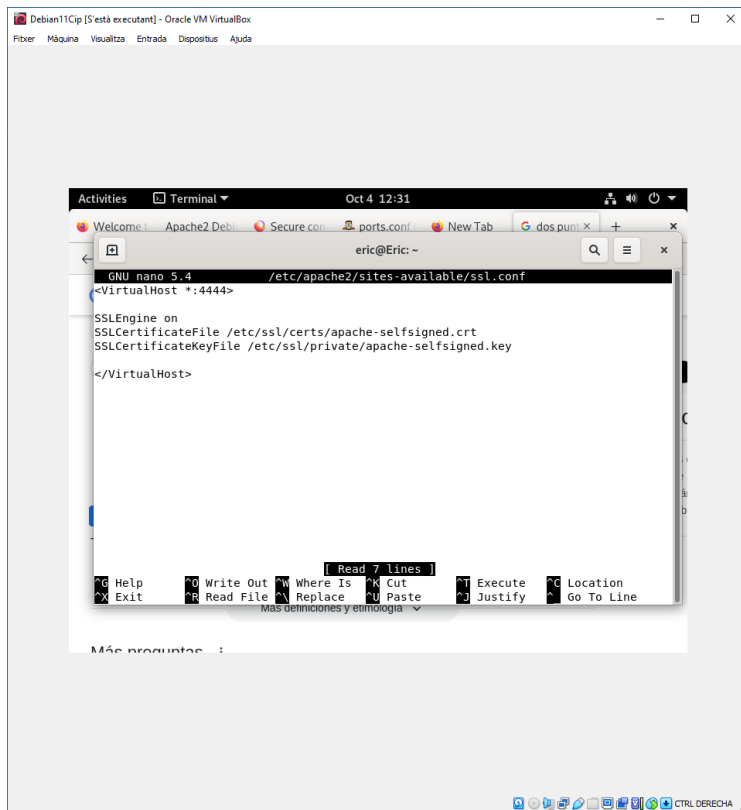 Debian11Cip [S'està executant] - Oracle VM VirtualBox
Fitxer Màquina Visualitza Entrada Dispositius Ajuda
Activities Terminal Oct 4 12:31
Welcome Apache2 Deb Secure con ports.conf New Tab dos punt
eric@Eric: ~
GNU nano 5.4 /etc/apache2/sites-available/ssl.conf
<VirtualHost *:4444>
SSLEngine on
SSLCertificateFile /etc/ssl/certs/apache-selfsigned.crt
SSLCertificateKeyFile /etc/ssl/private/apache-selfsigned.key
</VirtualHost>
[ Read 7 lines ]
^G Help ^O Write Out ^W Where Is ^K Cut ^T Execute ^C Location
^X Exit ^R Read File ^\ Replace ^U Paste ^J Justify ^_ Go To Line
Más definiciones y etimología
Más preguntas
CTRL DERECHA